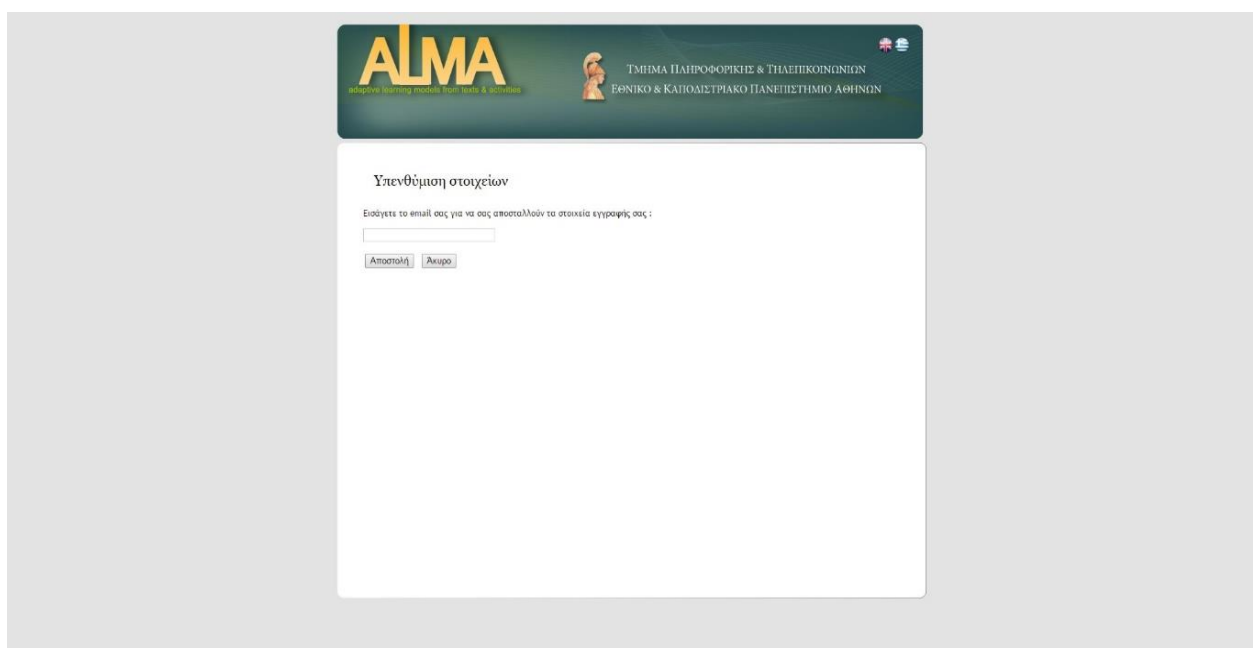 ALMA
adaptive learning models from texts & activities
ΤΜΗΜΑ ΠΛΗΡΟΦΟΡΙΚΗΣ & ΤΗΛΕΠΙΚΟΙΝΩΝΙΩΝ
ΕΘΝΙΚΟ & ΚΑΠΟΔΙΣΤΡΙΑΚΟ ΠΑΝΕΠΙΣΤΗΜΙΟ ΑΘΗΝΩΝ
Υπενθύμιση στοιχείων
Εισάγετε το email σας για να σας αποσταλλούν τα στοιχεία εγγραφής σας :
Αποστολή Άκυρο